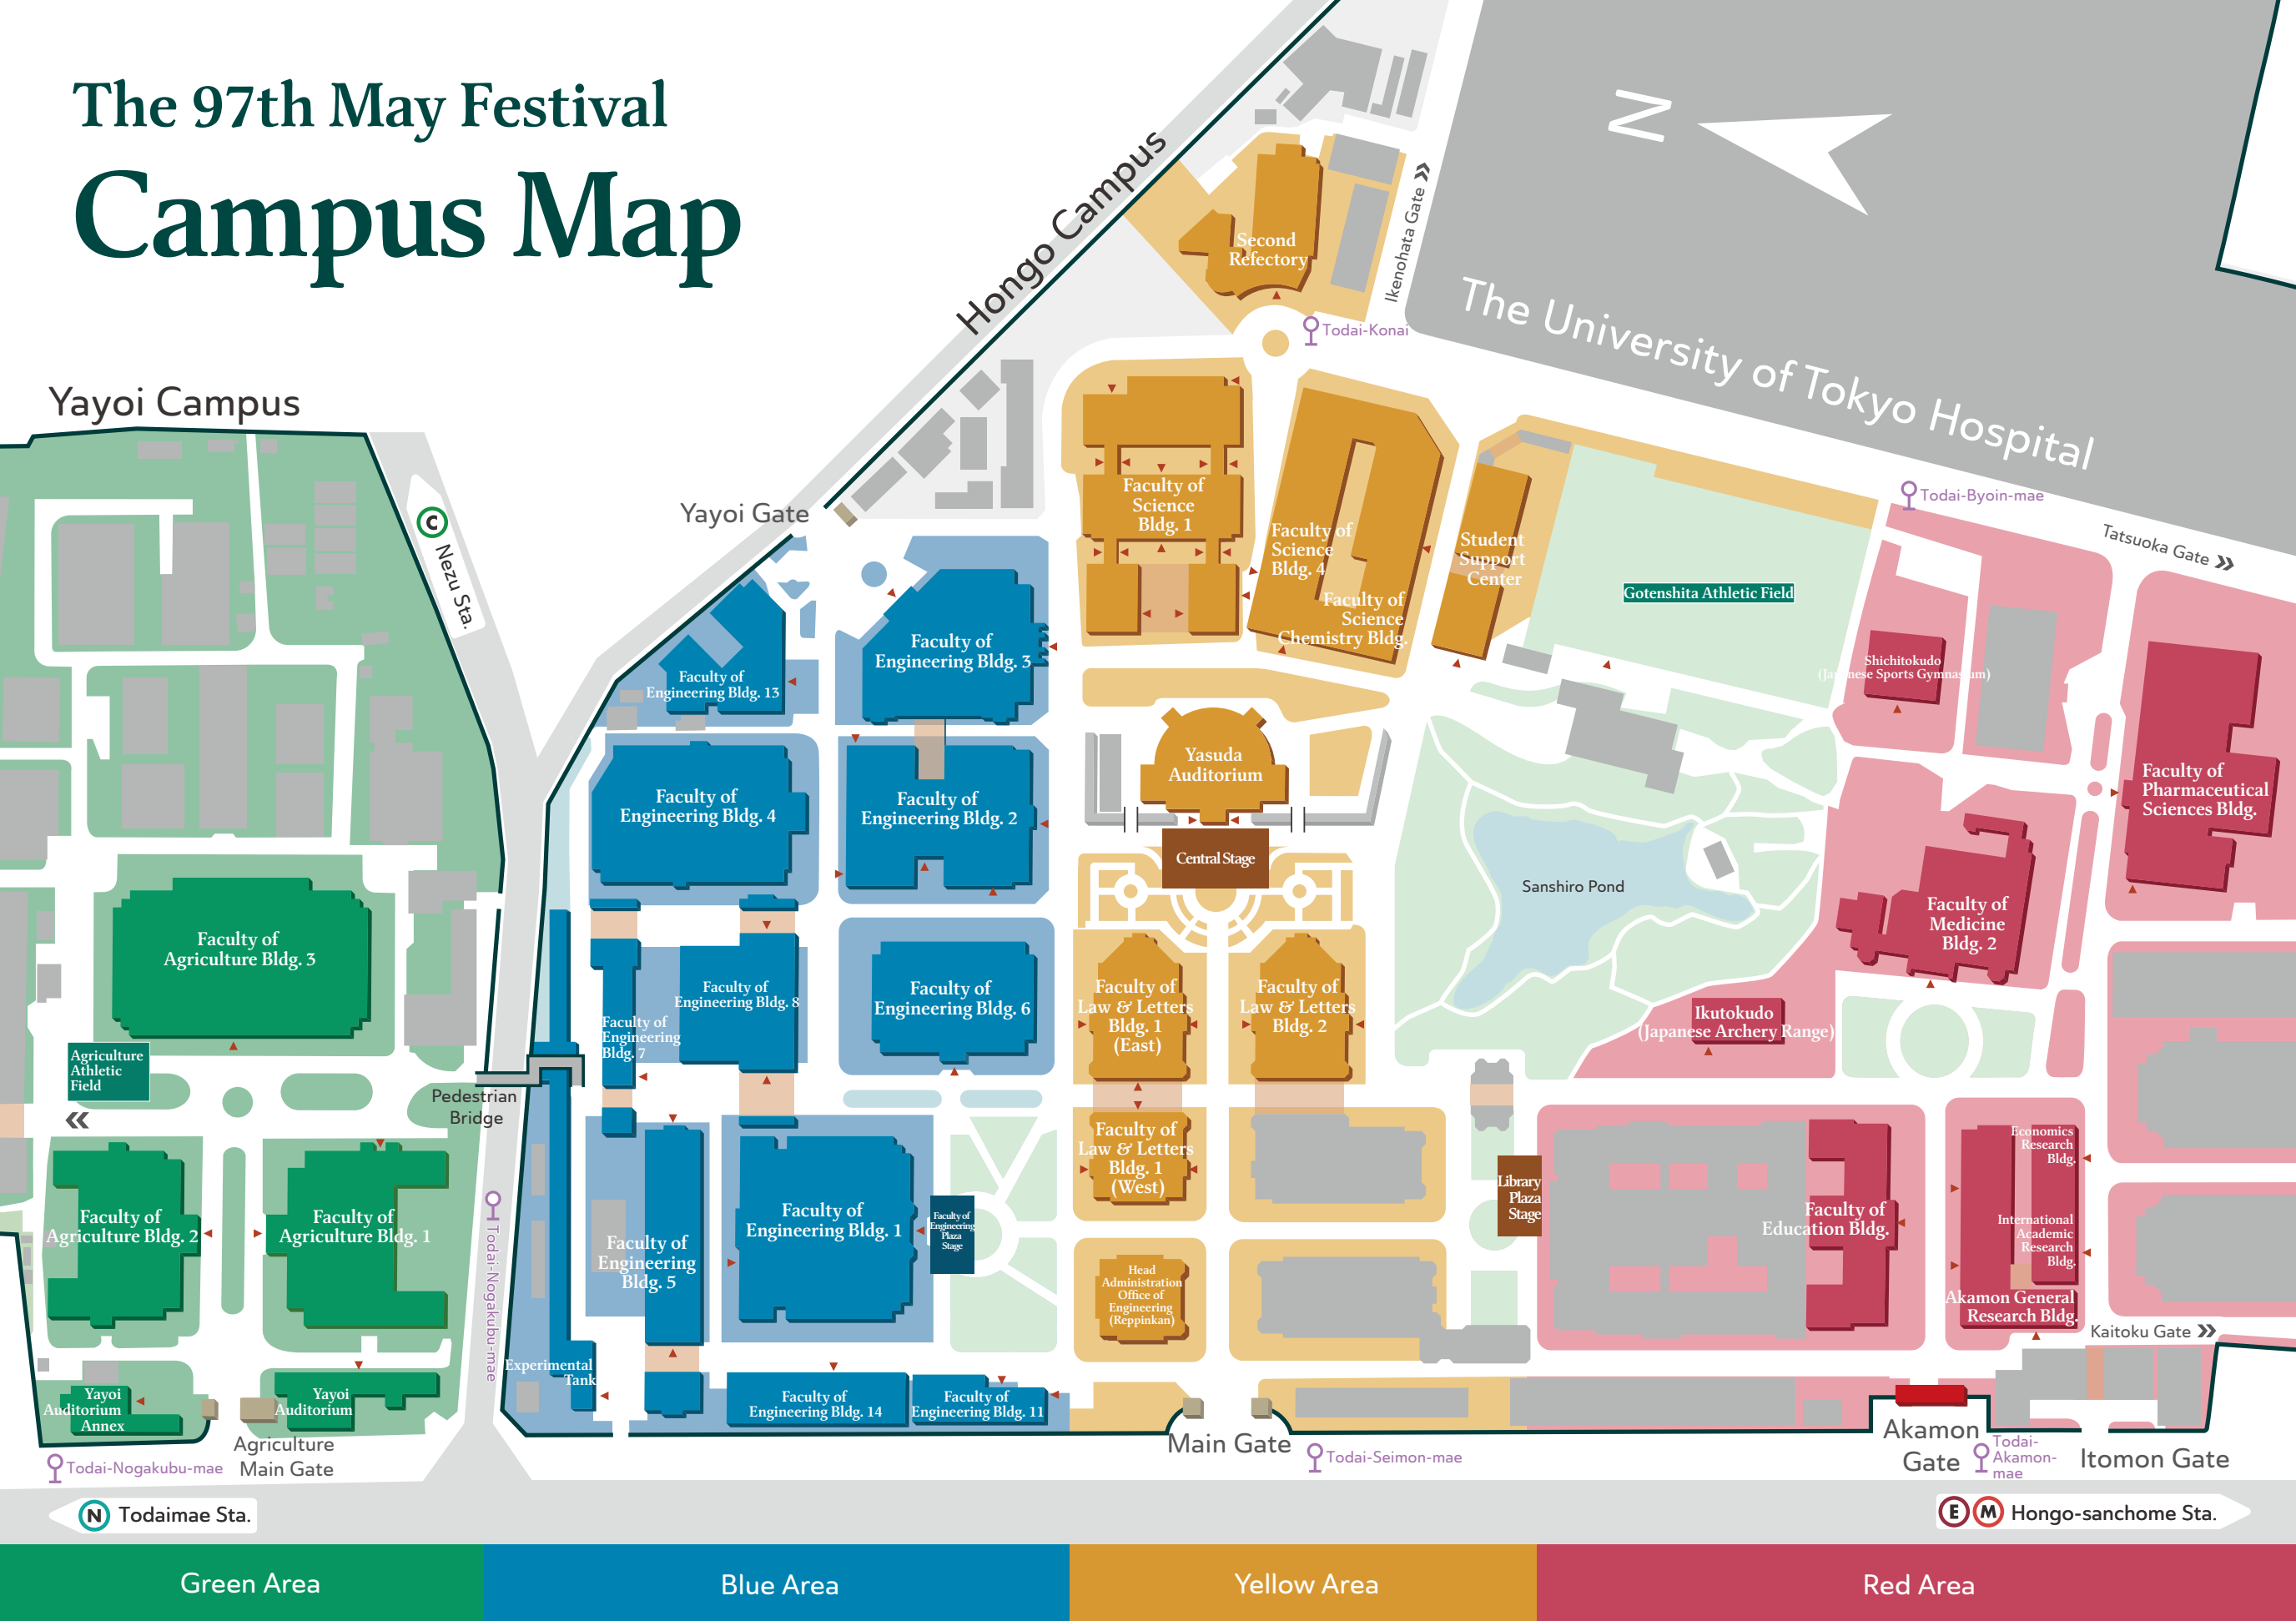 The 97th May Festival
Campus Map
Hongo Campus
Yayoi Campus
N
The University of Tokyo Hospital
Second
Refectory
Ikenohata Gate »
Todai-Konai
Yayoi Gate
C Nezu Sta.
Faculty of
Science
Bldg. 1
Faculty of
Science
Bldg. 4
Faculty of
Science
Chemistry Bldg.
Student
Support
Center
Gotenshita Athletic Field
Todai-Byoin-mae
Tatsuoka Gate »
Shichitokudo
(Japanese Sports Gymnasium)
Faculty of
Engineering Bldg. 13
Faculty of
Engineering Bldg. 3
Yasuda
Auditorium
Faculty of
Pharmaceutical
Sciences Bldg.
Faculty of
Engineering Bldg. 4
Faculty of
Engineering Bldg. 2
Central Stage
Sanshiro Pond
Faculty of
Medicine
Bldg. 2
Faculty of
Agriculture Bldg. 3
Faculty of
Engineering Bldg. 8
Faculty of
Engineering Bldg. 6
Faculty of
Law & Letters
Bldg. 1
(East)
Faculty of
Law & Letters
Bldg. 2
Ikutokudo
(Japanese Archery Range)
Faculty of
Engineering
Bldg. 7
Agriculture
Athletic
Field
«
Pedestrian
Bridge
Faculty of
Law & Letters
Bldg. 1
(West)
Library
Plaza
Stage
Economics
Research
Bldg.
Faculty of
Agriculture Bldg. 2
Faculty of
Agriculture Bldg. 1
Todai-Nogakubu-mae
Faculty of
Engineering
Bldg. 5
Faculty of
Engineering Bldg. 1
Faculty of
Engineering
Plaza
Stage
Faculty of
Education Bldg.
International
Academic
Research
Bldg.
Head
Administration
Office of
Engineering
(Reppinkan)
Akamon General
Research Bldg.
Kaitoku Gate »
Experimental
Tank
Yayoi
Auditorium
Annex
Yayoi
Auditorium
Faculty of
Engineering Bldg. 14
Faculty of
Engineering Bldg. 11
Agriculture
Main Gate
Main Gate
Akamon
Gate
Itomon Gate
Todai-Nogakubu-mae
Todai-Seimon-mae
Todai-
Akamon-
mae
N Todaimae Sta.
E M Hongo-sanchome Sta.
Green Area
Blue Area
Yellow Area
Red Area